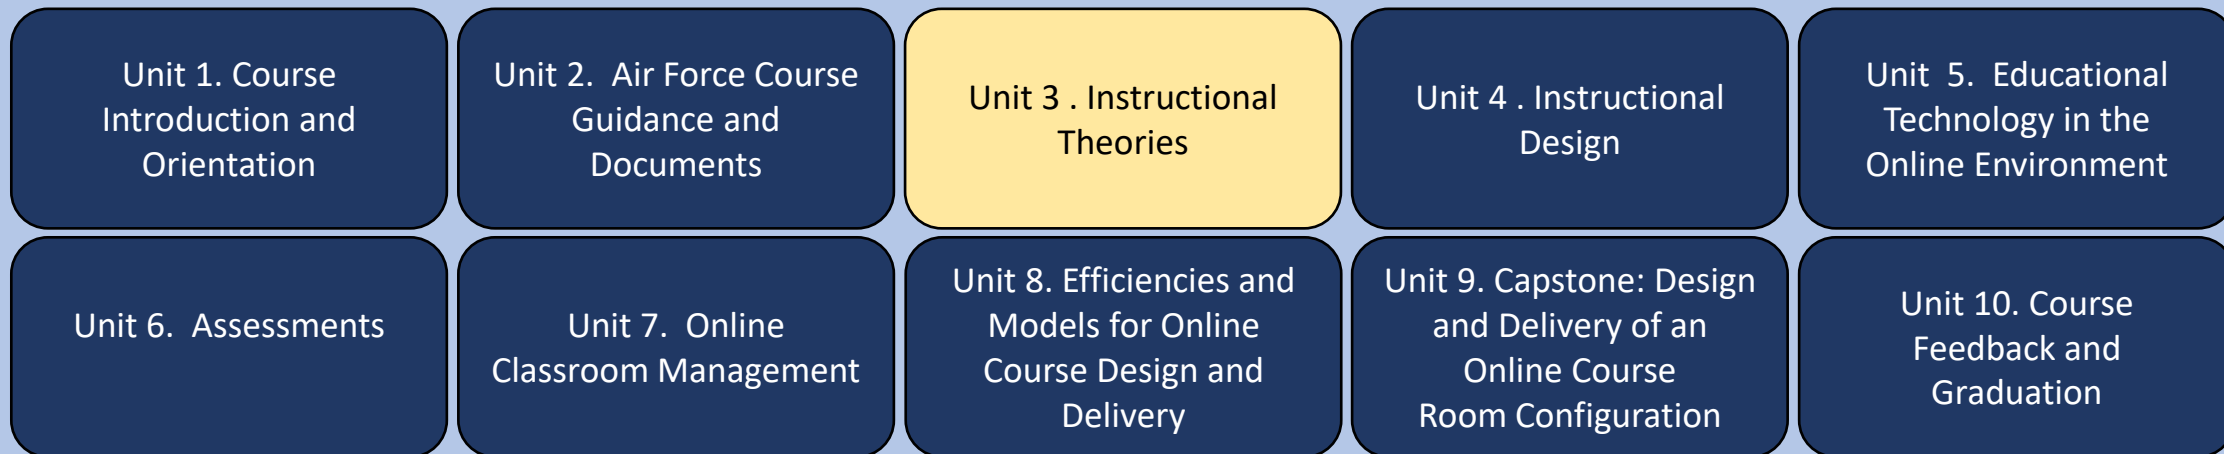 Unit 1. Course
Introduction and
Orientation
Unit 2.  Air Force Course
Guidance and
Documents
Unit 3 . Instructional
Theories
Unit 4 . Instructional
Design
Unit  5.  Educational
Technology in the
Online Environment
Unit 6.  Assessments
Unit 7.  Online
Classroom Management
Unit 8. Efficiencies and
Models for Online
Course Design and
Delivery
Unit 9. Capstone: Design
and Delivery of an
Online Course
Room Configuration
Unit 10. Course
Feedback and
Graduation